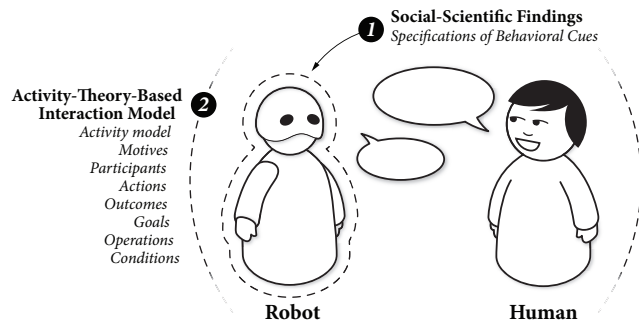 1 Social-Scientific Findings
Specifications of Behavioral Cues
Activity-Theory-Based
Interaction Model
2
Activity model
Motives
Participants
Actions
Outcomes
Goals
Operations
Conditions
Robot
Human